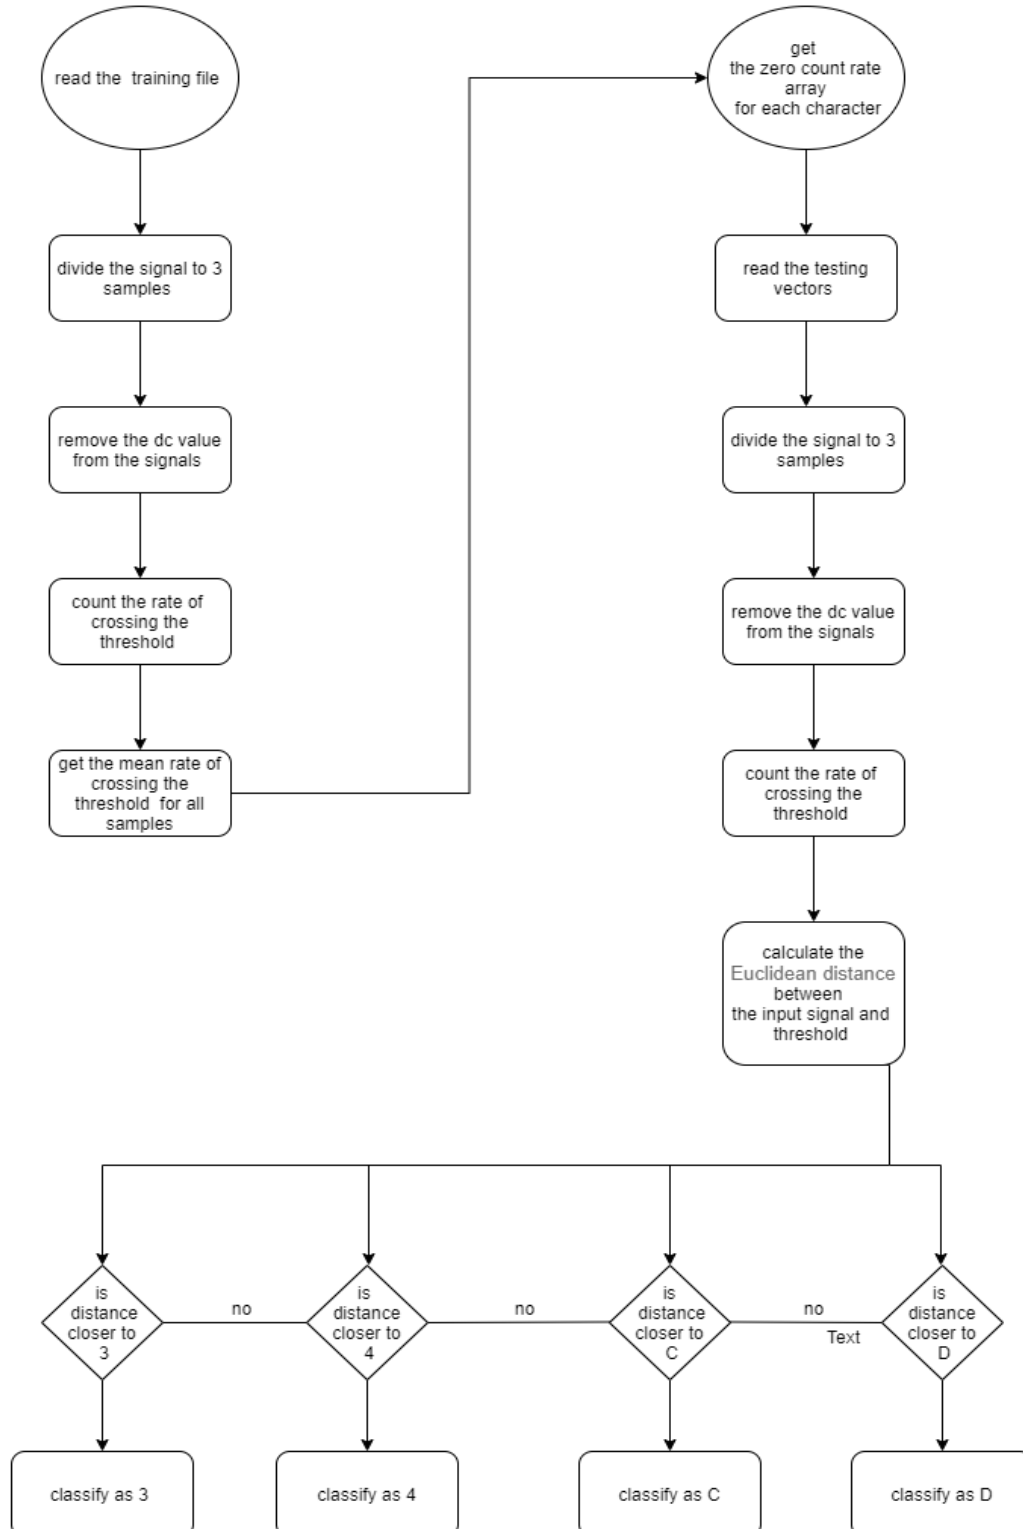 read the  training file
divide the signal to 3
samples
remove the dc value
from the signals
count the rate of
crossing the
threshold
get the mean rate of
crossing the
threshold  for all
samples
get
the zero count rate
array
for each character
read the testing
vectors
divide the signal to 3
samples
remove the dc value
from the signals
count the rate of
crossing the
threshold
calculate the
Euclidean distance
between
the input signal and
threshold
is
distance
closer to
3
no
is
distance
closer to
4
no
is
distance
closer to
C
no
Text
is
distance
closer to
D
classify as 3
classify as 4
classify as C
classify as D